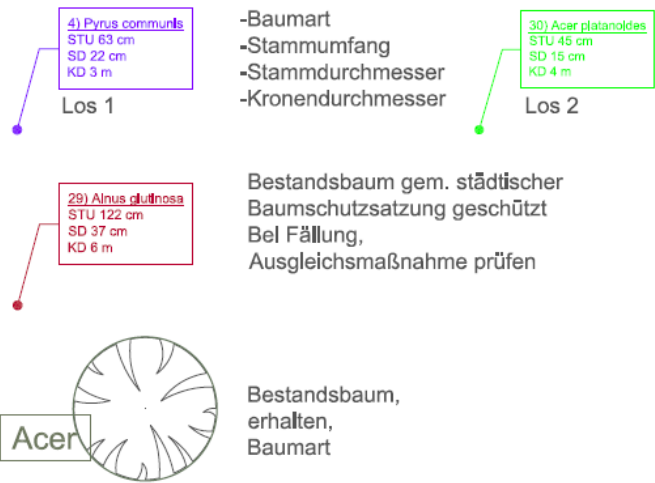 4) Pyrus communis
STU 63 cm
SD 22 cm
KD 3 m
Los 1
-Baumart
-Stammumfang
-Stammdurchmesser
-Kronendurchmesser
30) Acer platanoides
STU 45 cm
SD 15 cm
KD 4 m
Los 2
29) Alnus glutinosa
STU 122 cm
SD 37 cm
KD 6 m
Bestandsbaum gem. städtischer
Baumschutzsatzung geschützt
Bei Fällung,
Ausgleichsmaßnahme prüfen
Acer
Bestandsbaum,
erhalten,
Baumart